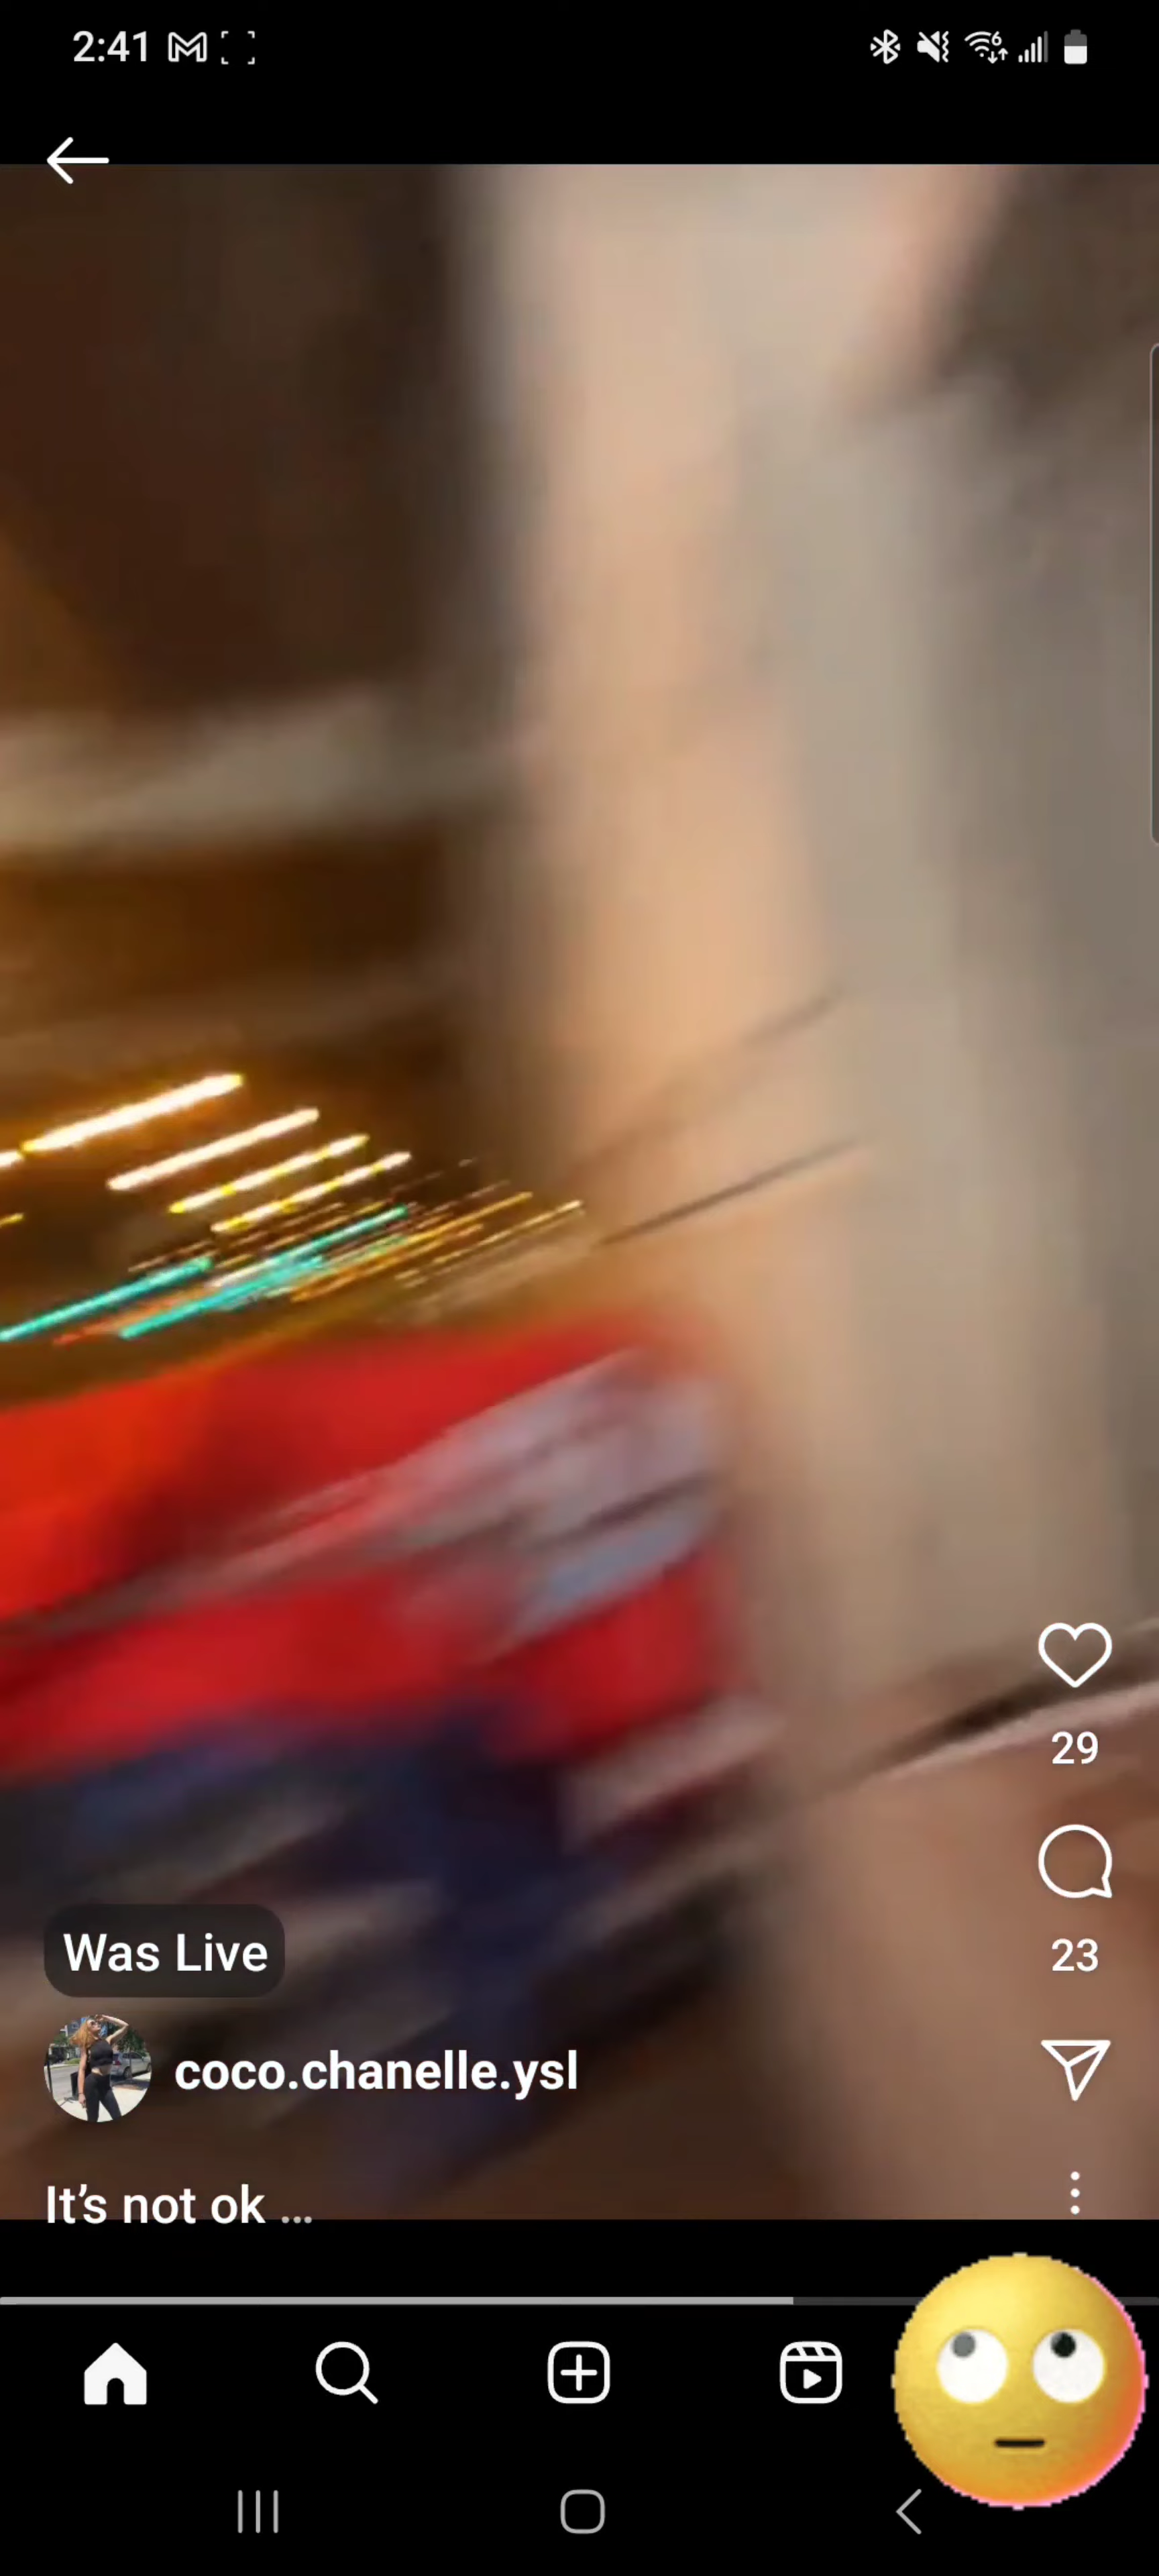 2:41
29
23
Was Live
coco.chanelle.ysl
It’s not ok ...